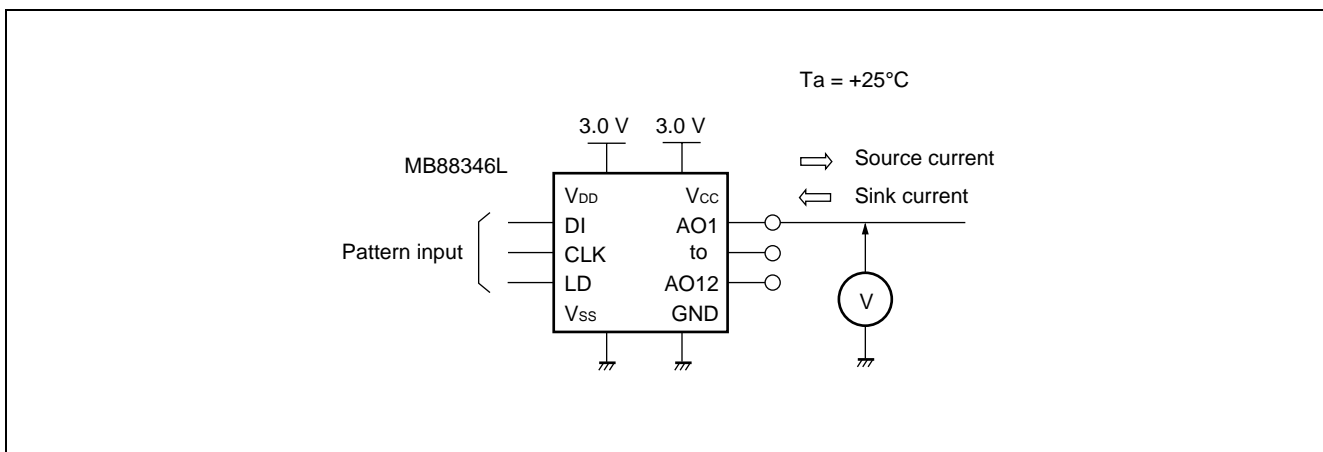 Ta = +25°C
3.0 V 3.0 V
MB88346L
Source current
Sink current
VDD VCC
DI AO1
Pattern input
CLK to
LD AO12
VSS GND
V